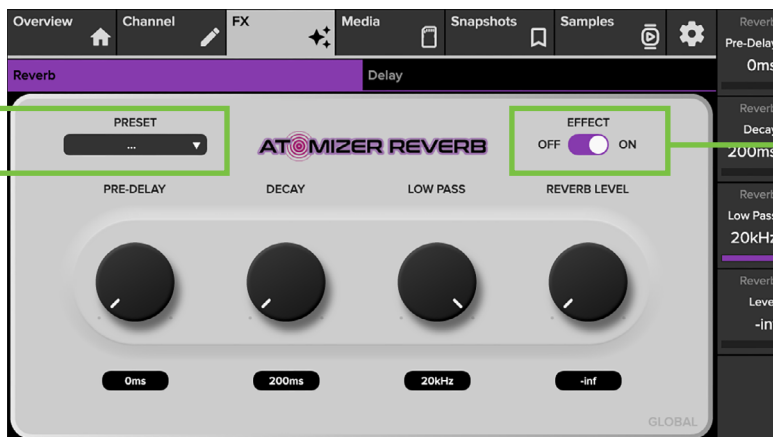 Overview
Channel
FX
Media
Snapshots
Samples
Reverb
Delay
PRESET
...
ATOMIZER REVERB
EFFECT
OFF
ON
PRE-DELAY
DECAY
LOW PASS
REVERB LEVEL
0ms
200ms
20kHz
-inf
GLOBAL
Reverb
Pre-Delay
0ms
Reverb
Decay
200ms
Reverb
Low Pass
20kHz
Reverb
Level
-inf